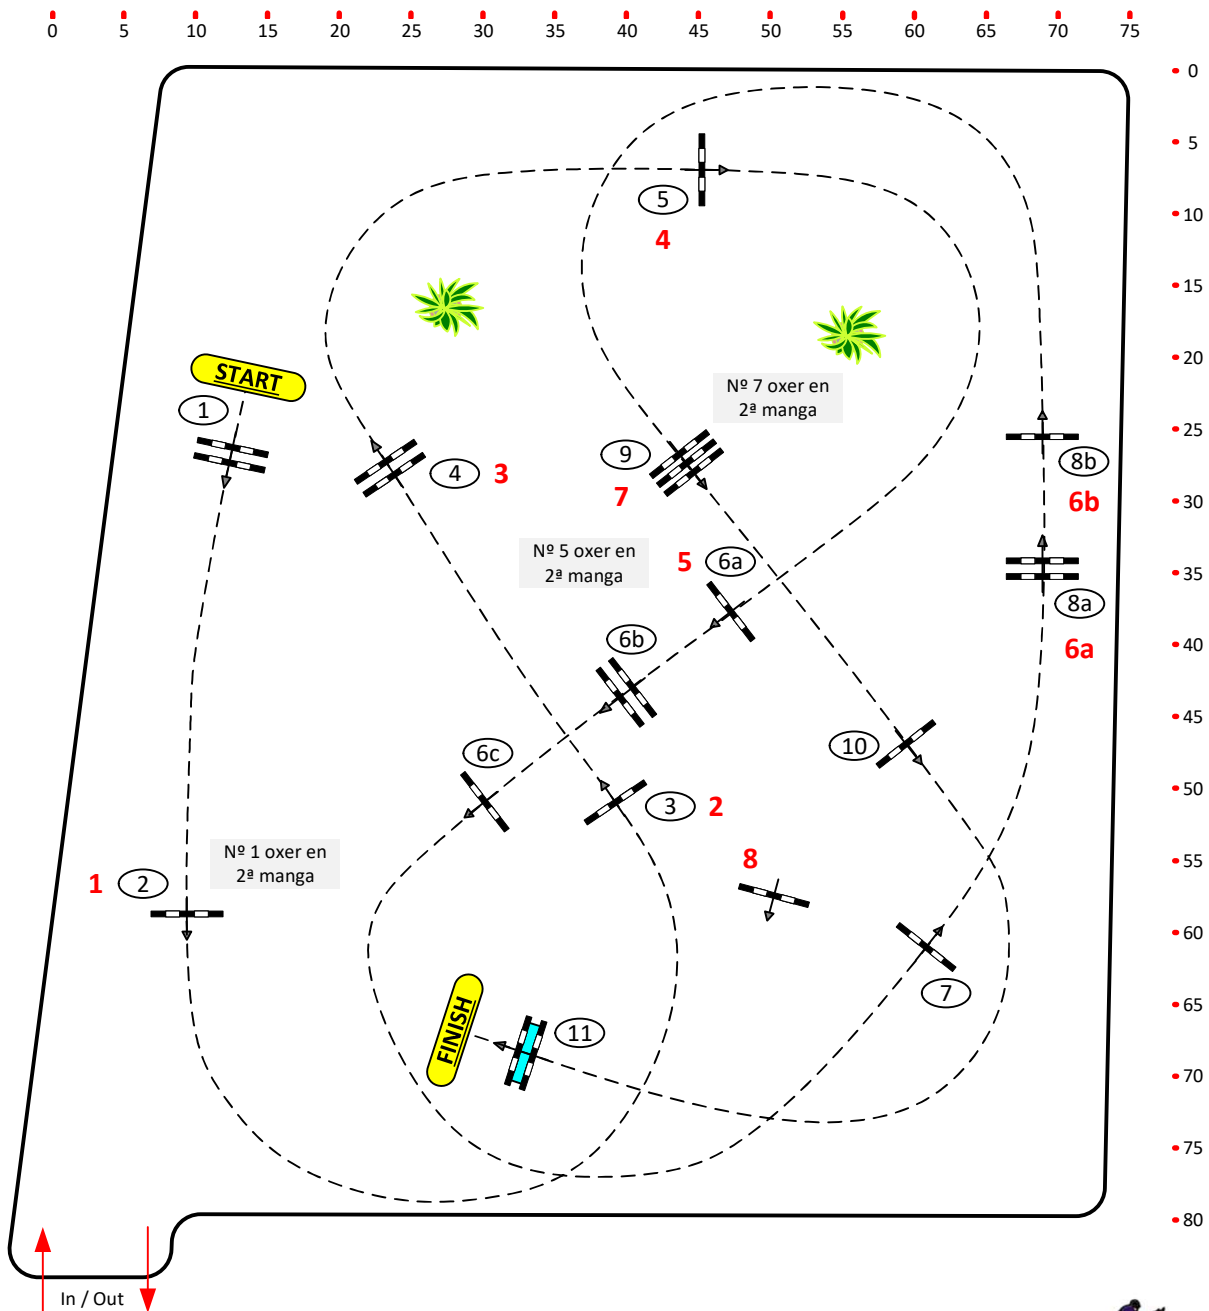 0 5 10 15 20 25 30 35 40 45 50 55 60 65 70 75
0
5
10
15
20
25
30
35
40
45
50
55
60
65
70
75
80
5
4
START
1
Nº 7 oxer en
2ª manga
9
7
4 3
8b
6b
Nº 5 oxer en
2ª manga
5 6a
8a
6a
6b
10
6c
3 2
Nº 1 oxer en
2ª manga
8
1 2
7
FINISH
11
In / Out